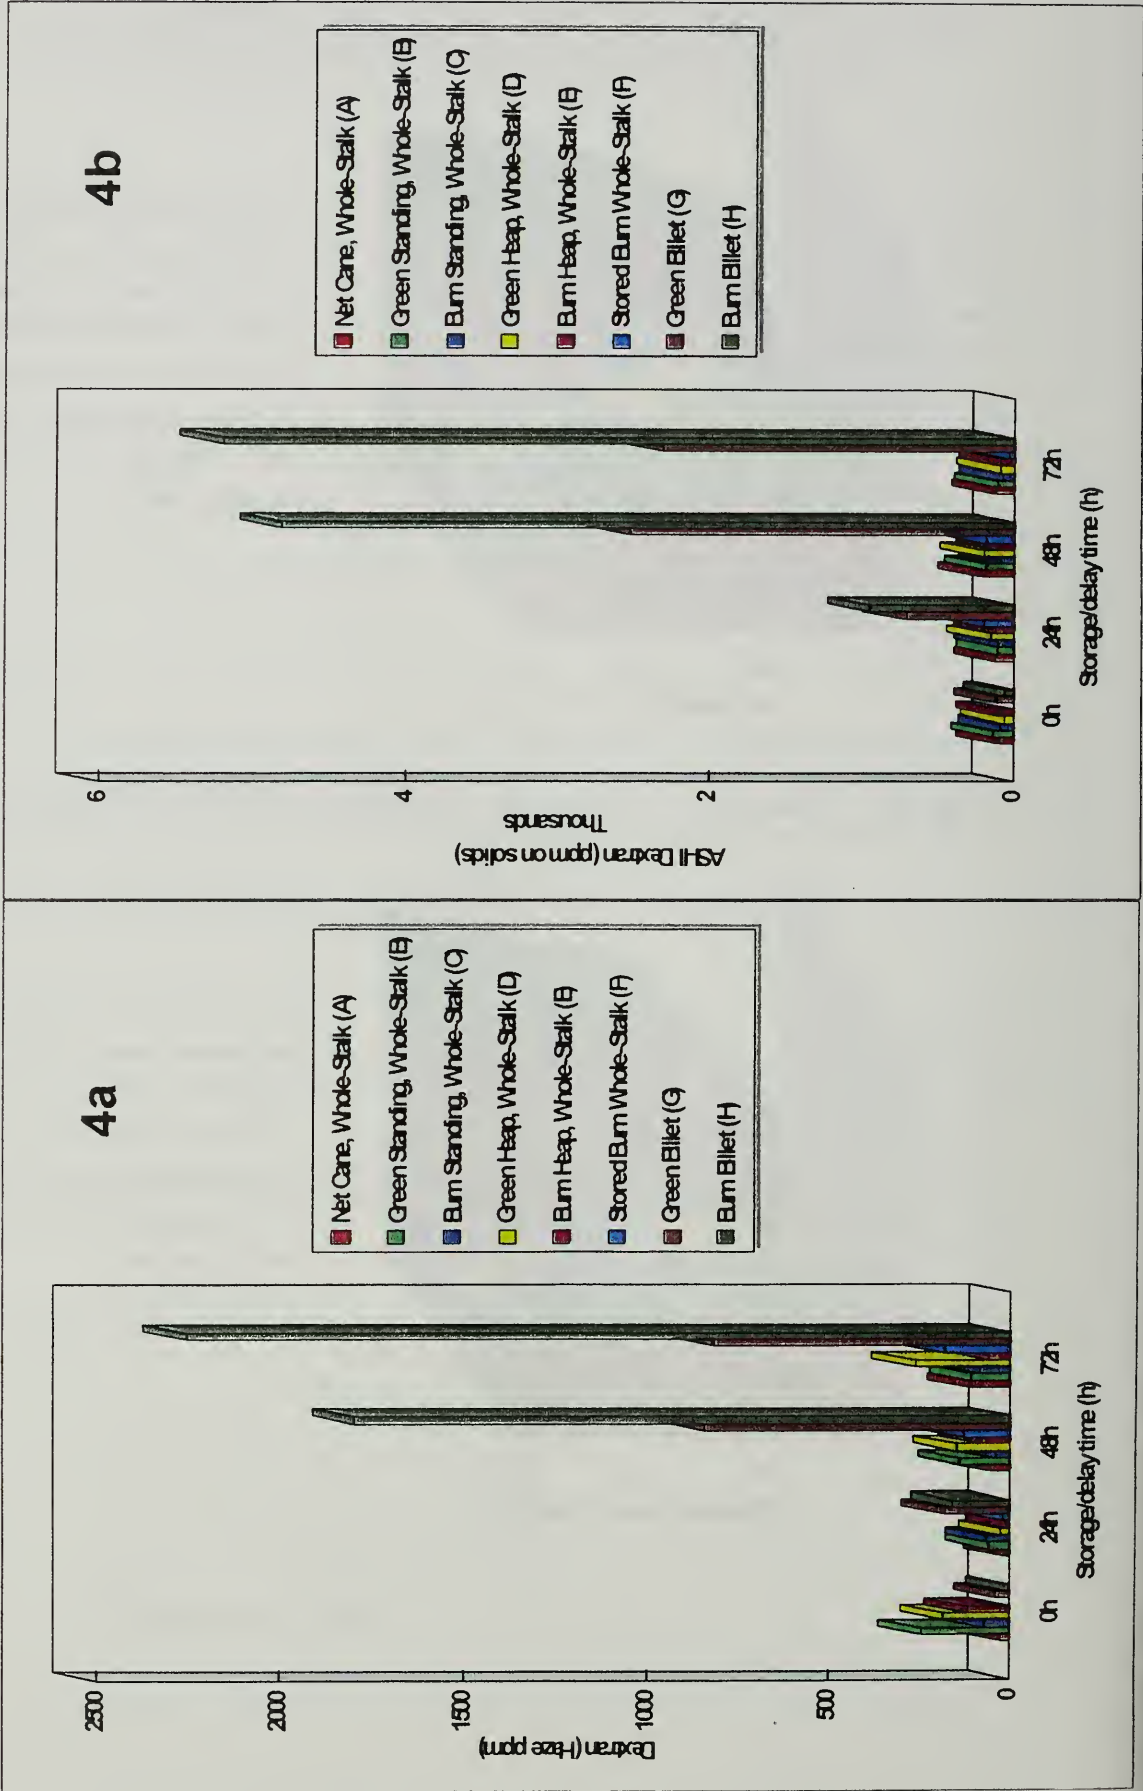 4a
Dextran (Haze ppm)
2500
2000
1500
1000
500
0
0h
24h
48h
72h
Storage/delay time (h)
Net Cane, Whole-Stalk (A)
Green Standing, Whole-Stalk (B)
Burn Standing, Whole-Stalk (C)
Green Heap, Whole-Stalk (D)
Burn Heap, Whole-Stalk (E)
Stored Burn Whole-Stalk (F)
Green Billet (G)
Burn Billet (H)
4b
ASI II Dextran (ppm on solids)
Thousands
6
4
2
0
0h
24h
48h
72h
Storage/delay time (h)
Net Cane, Whole-Stalk (A)
Green Standing, Whole-Stalk (B)
Burn Standing, Whole-Stalk (C)
Green Heap, Whole-Stalk (D)
Burn Heap, Whole-Stalk (E)
Stored Burn Whole-Stalk (F)
Green Billet (G)
Burn Billet (H)